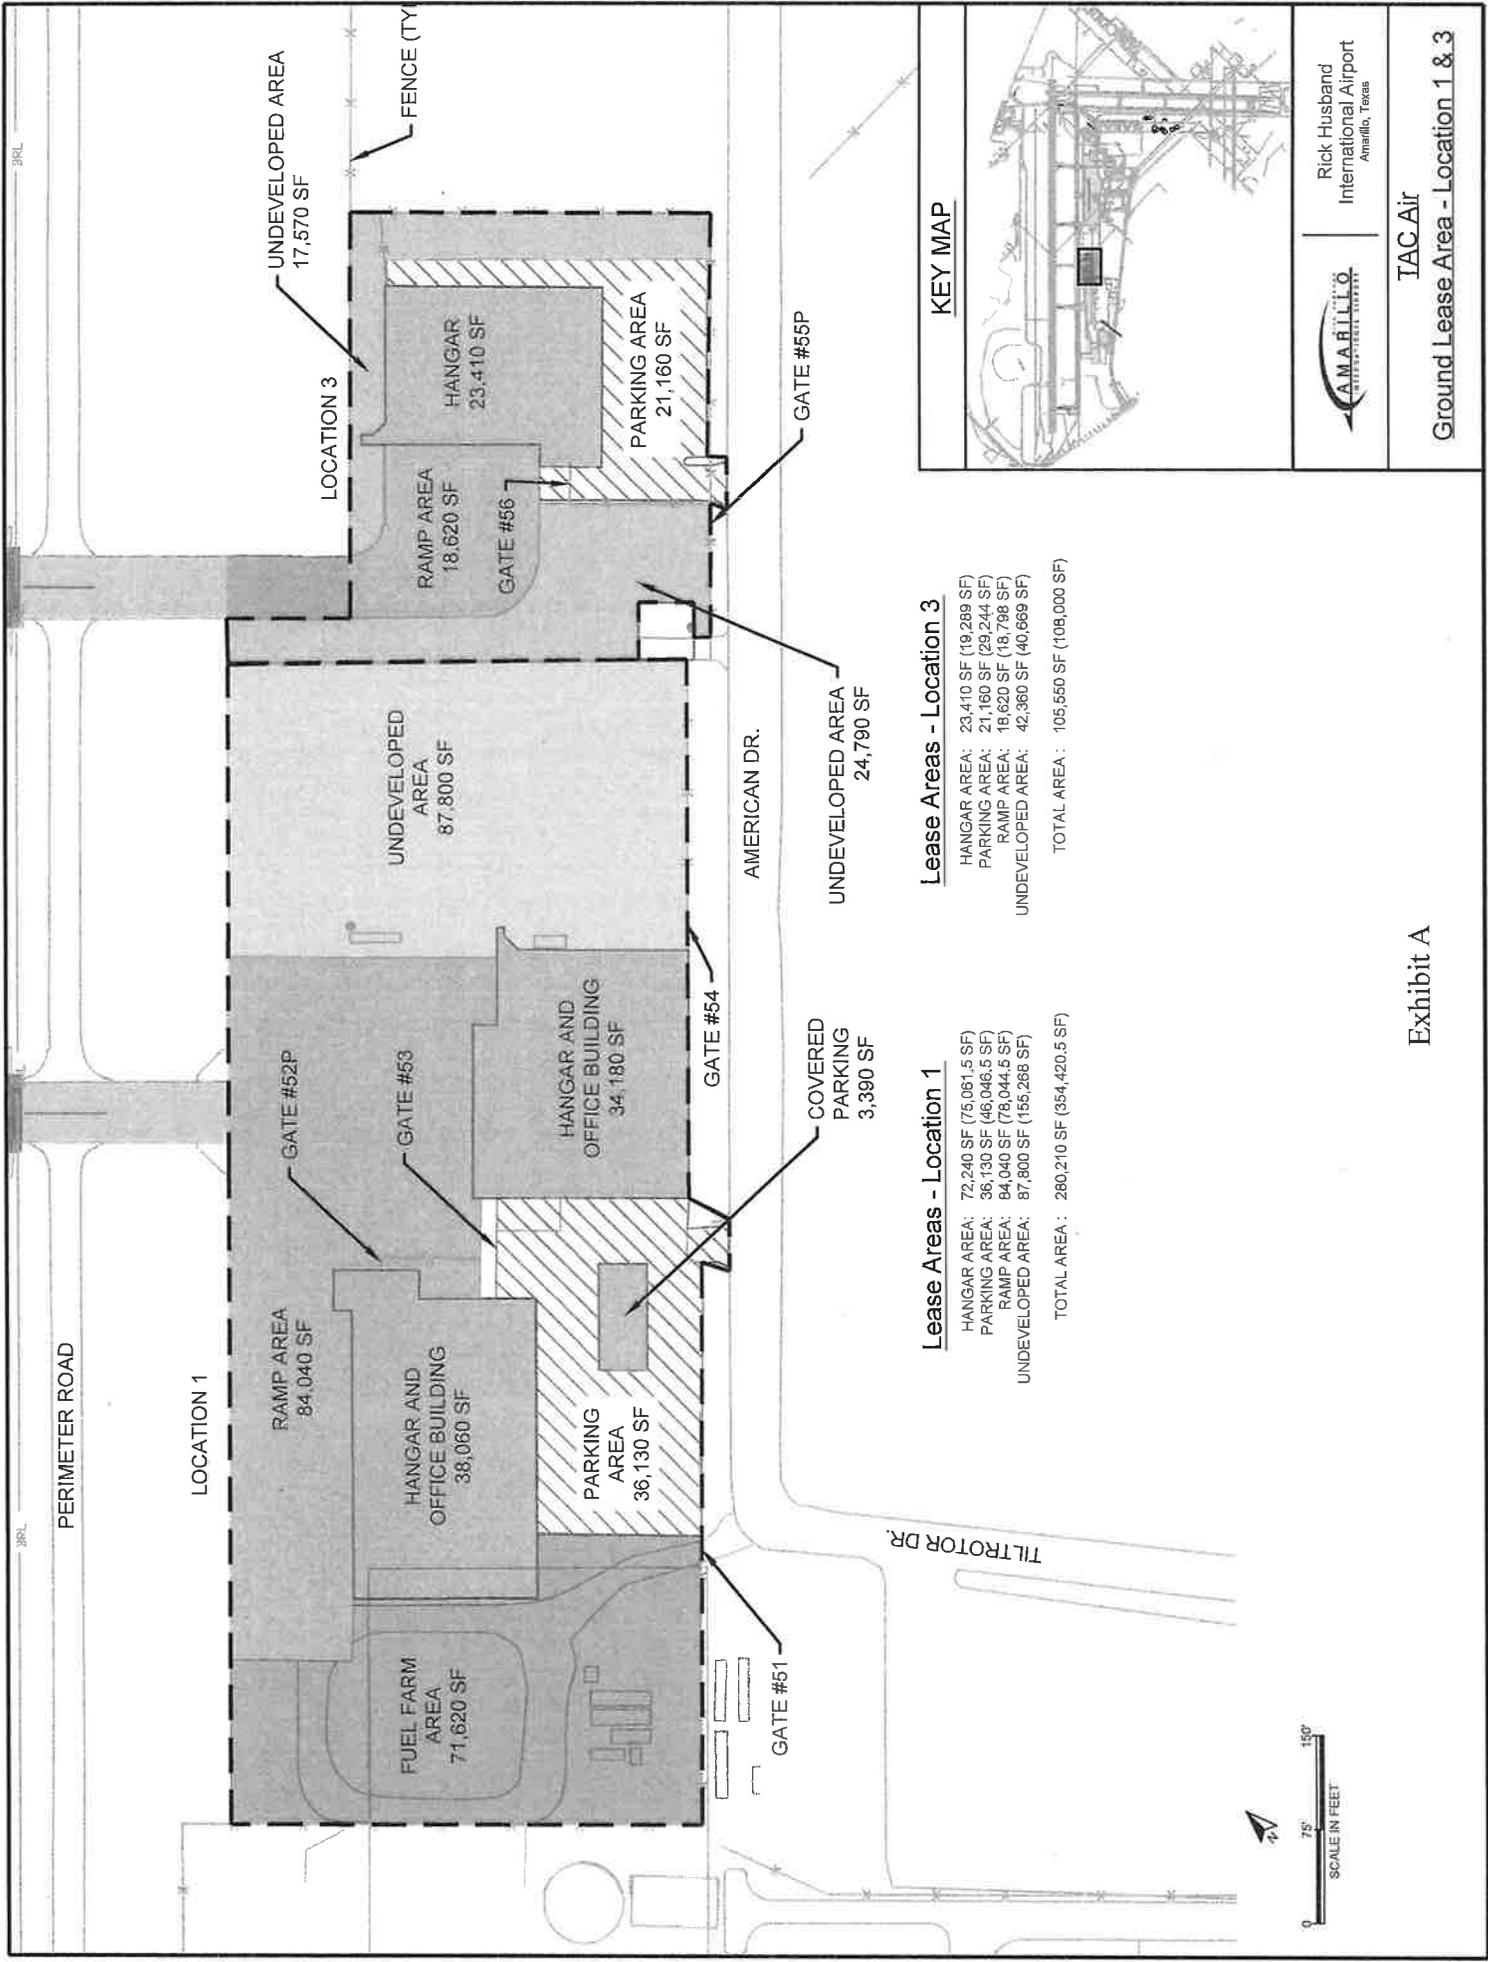 BRL
BRL
PERIMETER ROAD
LOCATION 1
LOCATION 3
UNDEVELOPED AREA
17,570 SF
FENCE (TY
RAMP AREA
84,040 SF
GATE #52P
GATE #53
HANGAR AND
OFFICE BUILDING
38,060 SF
FUEL FARM
AREA
71,620 SF
PARKING
AREA
36,130 SF
HANGAR AND
OFFICE BUILDING
34,180 SF
UNDEVELOPED
AREA
87,800 SF
RAMP AREA
18,620 SF
GATE #56
HANGAR
23,410 SF
PARKING AREA
21,160 SF
GATE #51
GATE #54
GATE #55P
AMERICAN DR.
COVERED
PARKING
3,390 SF
UNDEVELOPED AREA
24,790 SF
TILTROTOR DR.
Lease Areas - Location 1
HANGAR AREA: 72,240 SF (75,061.5 SF)
PARKING AREA: 36,130 SF (46,046.5 SF)
RAMP AREA: 84,040 SF (78,044.5 SF)
UNDEVELOPED AREA: 87,800 SF (155,268 SF)
TOTAL AREA : 280,210 SF (354,420.5 SF)
Lease Areas - Location 3
HANGAR AREA: 23,410 SF (19,289 SF)
PARKING AREA: 21,160 SF (29,244 SF)
RAMP AREA: 18,620 SF (18,798 SF)
UNDEVELOPED AREA: 42,360 SF (40,669 SF)
TOTAL AREA : 105,550 SF (108,000 SF)
KEY MAP
N
0 75' 150'
SCALE IN FEET
AMARILLO
Rick Husband
International Airport
Amarillo, Texas
TAC Air
Ground Lease Area - Location 1 & 3
Exhibit A